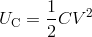 U_C = \frac{1}{2}CV^2